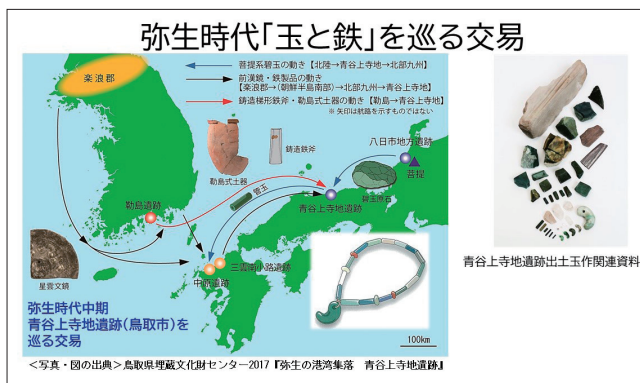 弥生時代「玉と鉄」を巡る交易
菩提系碧玉の動き【北陸→青谷上寺地→北部九州】
前漢鏡・鉄製品の動き
【楽浪郡→(朝鮮半島南部)→北部九州→青谷上寺地】
鋳造梯形鉄斧・勒島式土器の動き【勒島→青谷上寺地】
※ 矢印は航路を示すものではない
楽浪郡
勒島式土器
鋳造鉄斧
八日市地方遺跡
菩提
碧玉原石
管玉
青谷上寺地遺跡
勒島遺跡
星雲文鏡
三雲南小路遺跡
中原遺跡
弥生時代中期
青谷上寺地遺跡(鳥取市)を
巡る交易
100km
青谷上寺地遺跡出土玉作関連資料
<写真・図の出典>鳥取県埋蔵文化財センター2017『弥生の港湾集落 青谷上寺地遺跡』